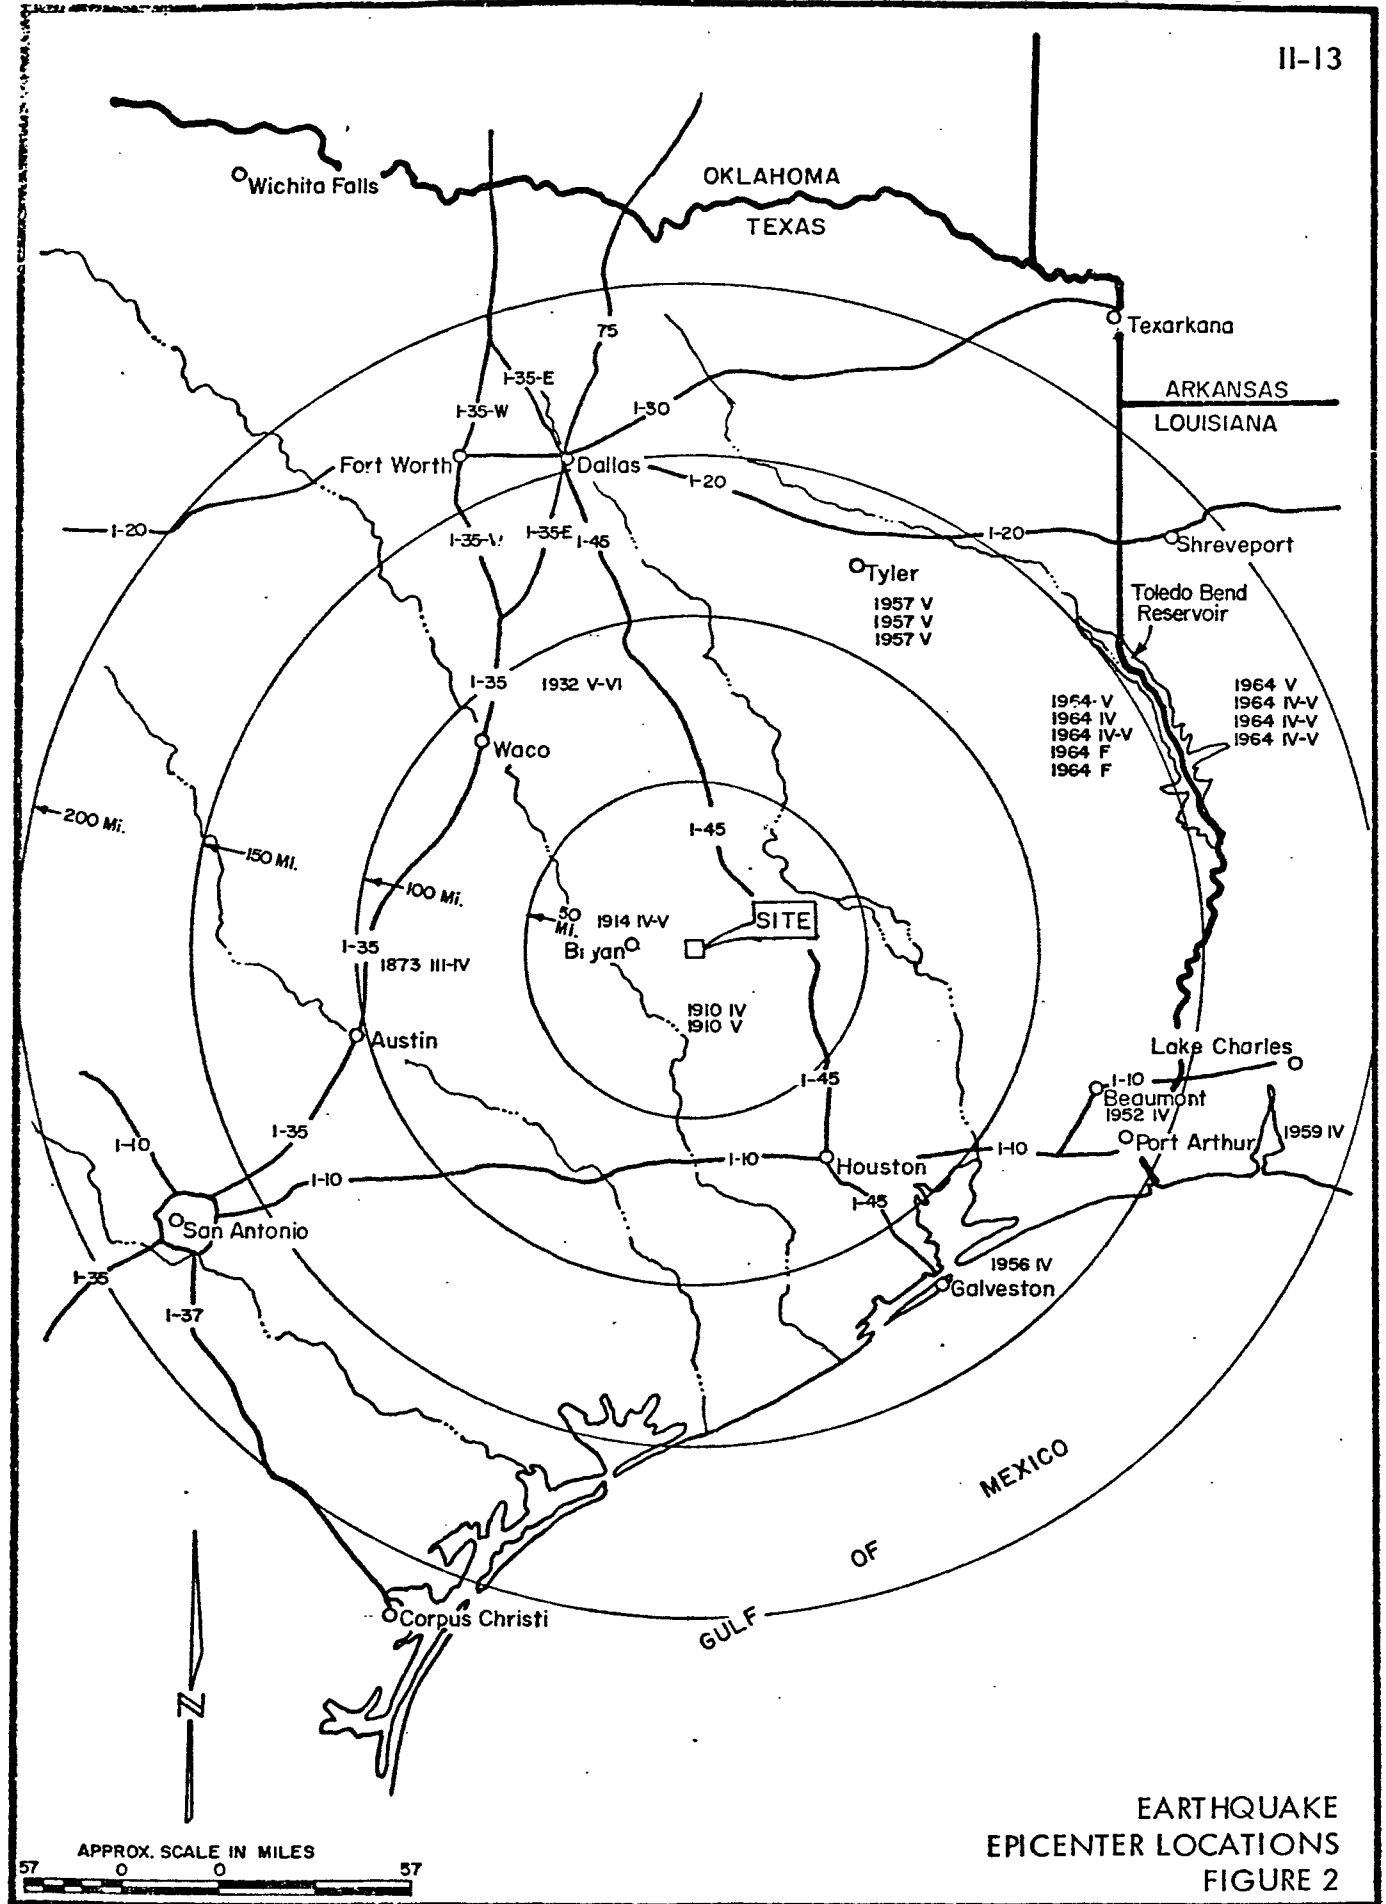 II-13
OKLAHOMA
Wichita Falls
TEXAS
Texarkana
75
I-35-E
ARKANSAS
I-35-W
I-30
LOUISIANA
Fort Worth
Dallas
I-20
I-20
I-35-W
I-35E
I-45
I-20
Shreveport
Tyler
1957 V
1957 V
1957 V
Toledo Bend
Reservoir
I-35
1932 V-VI
1964 V
1964 IV
1964 IV-V
1964 F
1964 F
1964 V
1964 IV-V
1964 IV-V
1964 IV-V
Waco
200 Mi.
I-45
150 MI.
100 Mi.
50
Mi.
1914 IV-V
SITE
I-35
Bryan
1873 III-IV
1910 IV
1910 V
Austin
Lake Charles
I-45
I-10
Beaumont
1952 IV
I-10
I-35
Port Arthur
1959 IV
I-10
I-10
Houston
I-10
I-45
San Antonio
1956 IV
I-35
Galveston
I-37
MEXICO
OF
GULF
Corpus Christi
N
EARTHQUAKE
EPICENTER LOCATIONS
FIGURE 2
APPROX. SCALE IN MILES
57 0 0 57